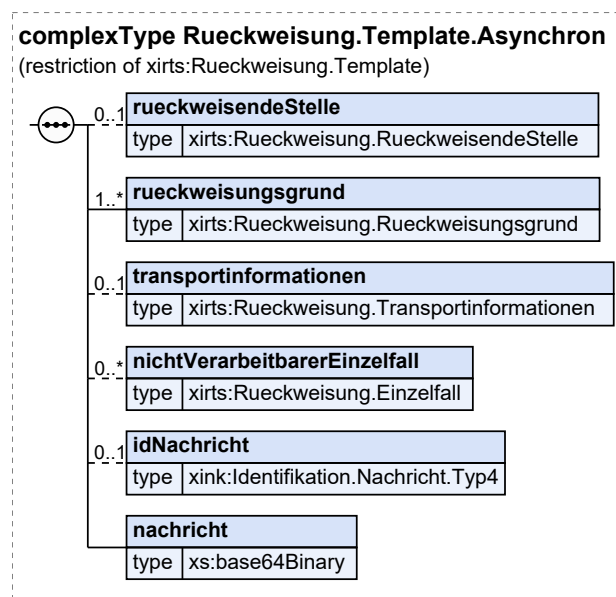 complexType Rueckweisung.Template.Asynchron
(restriction of xirts:Rueckweisung.Template)
0..1 rueckweisendeStelle
type xirts:Rueckweisung.RueckweisendeStelle
1..* rueckweisungsgrund
type xirts:Rueckweisung.Rueckweisungsgrund
0..1 transportinformationen
type xirts:Rueckweisung.Transportinformationen
0..* nichtVerarbeitbarerEinzelfall
type xirts:Rueckweisung.Einzelfall
0..1 idNachricht
type xink:Identifikation.Nachricht.Typ4
nachricht
type xs:base64Binary